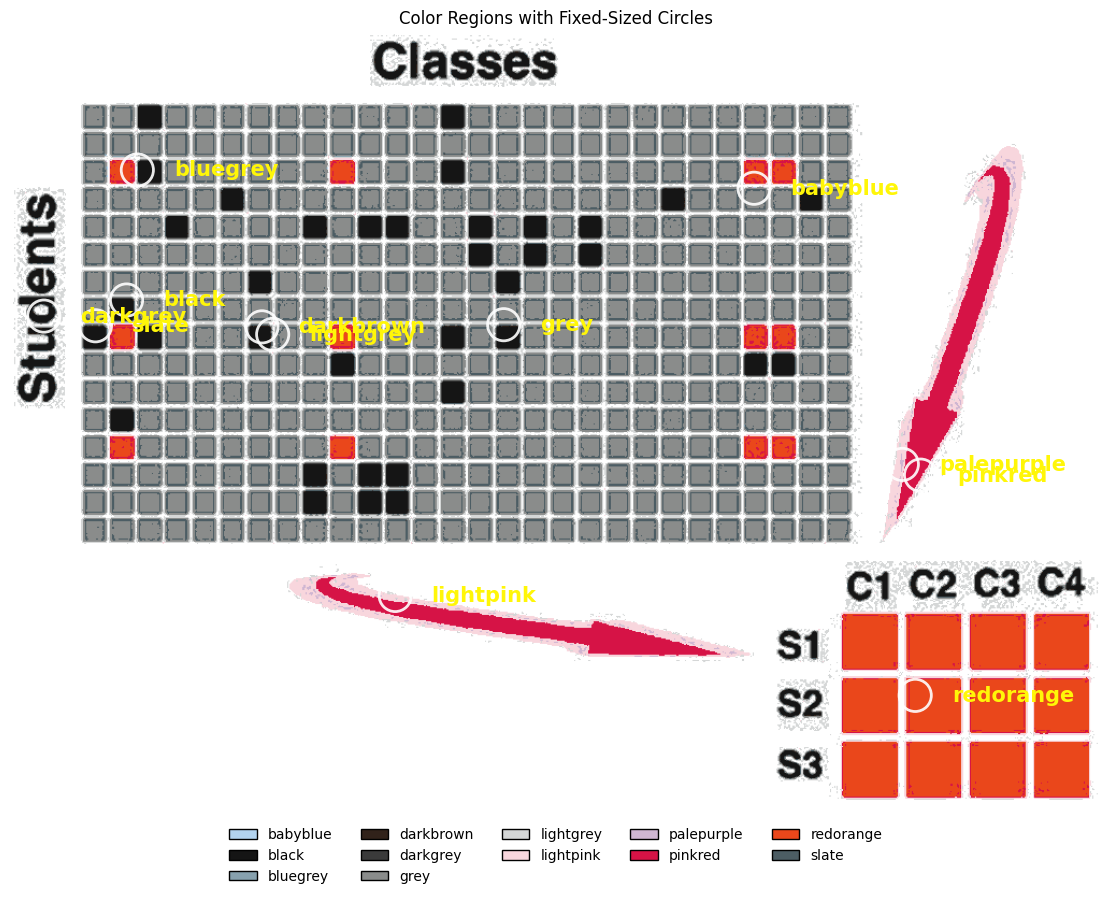 Color Regions with Fixed-Sized Circles
Classes
Students
bluegrey
babyblue
black
darkgrey
slate
darkbrown
lightgrey
grey
palepurple
pinkred
lightpink
C1 C2 C3 C4
S1
S2
redorange
S3
babyblue darkbrown lightgrey palepurple redorange
black darkgrey lightpink pinkred slate
bluegrey grey